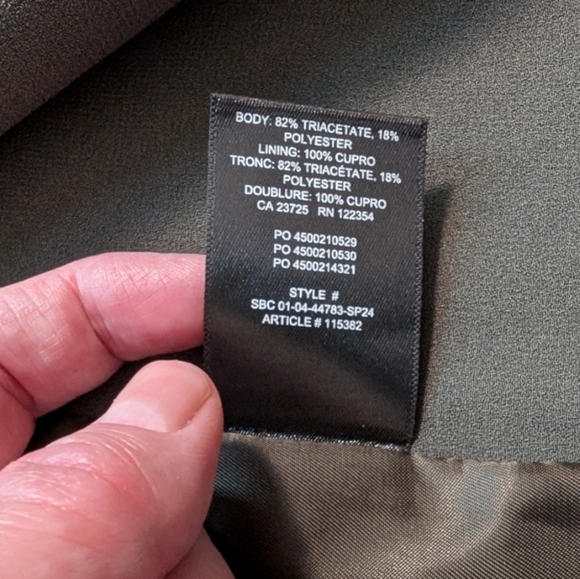 BODY: 82% TRIACETATE, 18%
POLYESTER
LINING: 100% CUPRO
TRONC: 82% TRIACÉTATE, 18%
POLYESTER
DOUBLURE: 100% CUPRO
CA 23725 RN 122354
PO 4500210529
PO 4500210530
PO 4500214321
STYLE #
SBC 01-04-44783-SP24
ARTICLE # 115382